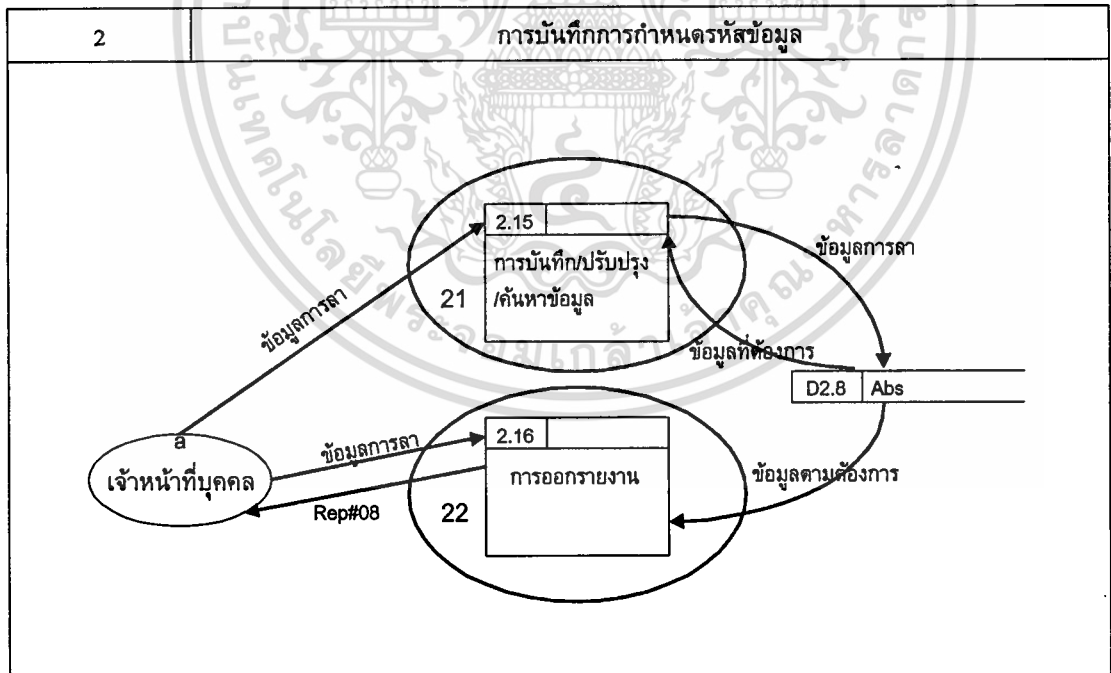 2
การบันทึกการกำหนดรหัสข้อมูล
2.15
การบันทึก/ปรับปรุง
/ค้นหาข้อมูล
21
ข้อมูลการลา
ข้อมูลการลา
ข้อมูลที่ต้องการ
D2.8 Abs
a
เจ้าหน้าที่บุคคล
ข้อมูลการลา
Rep#08
2.16
การออกรายงาน
22
ข้อมูลตามต้องการ